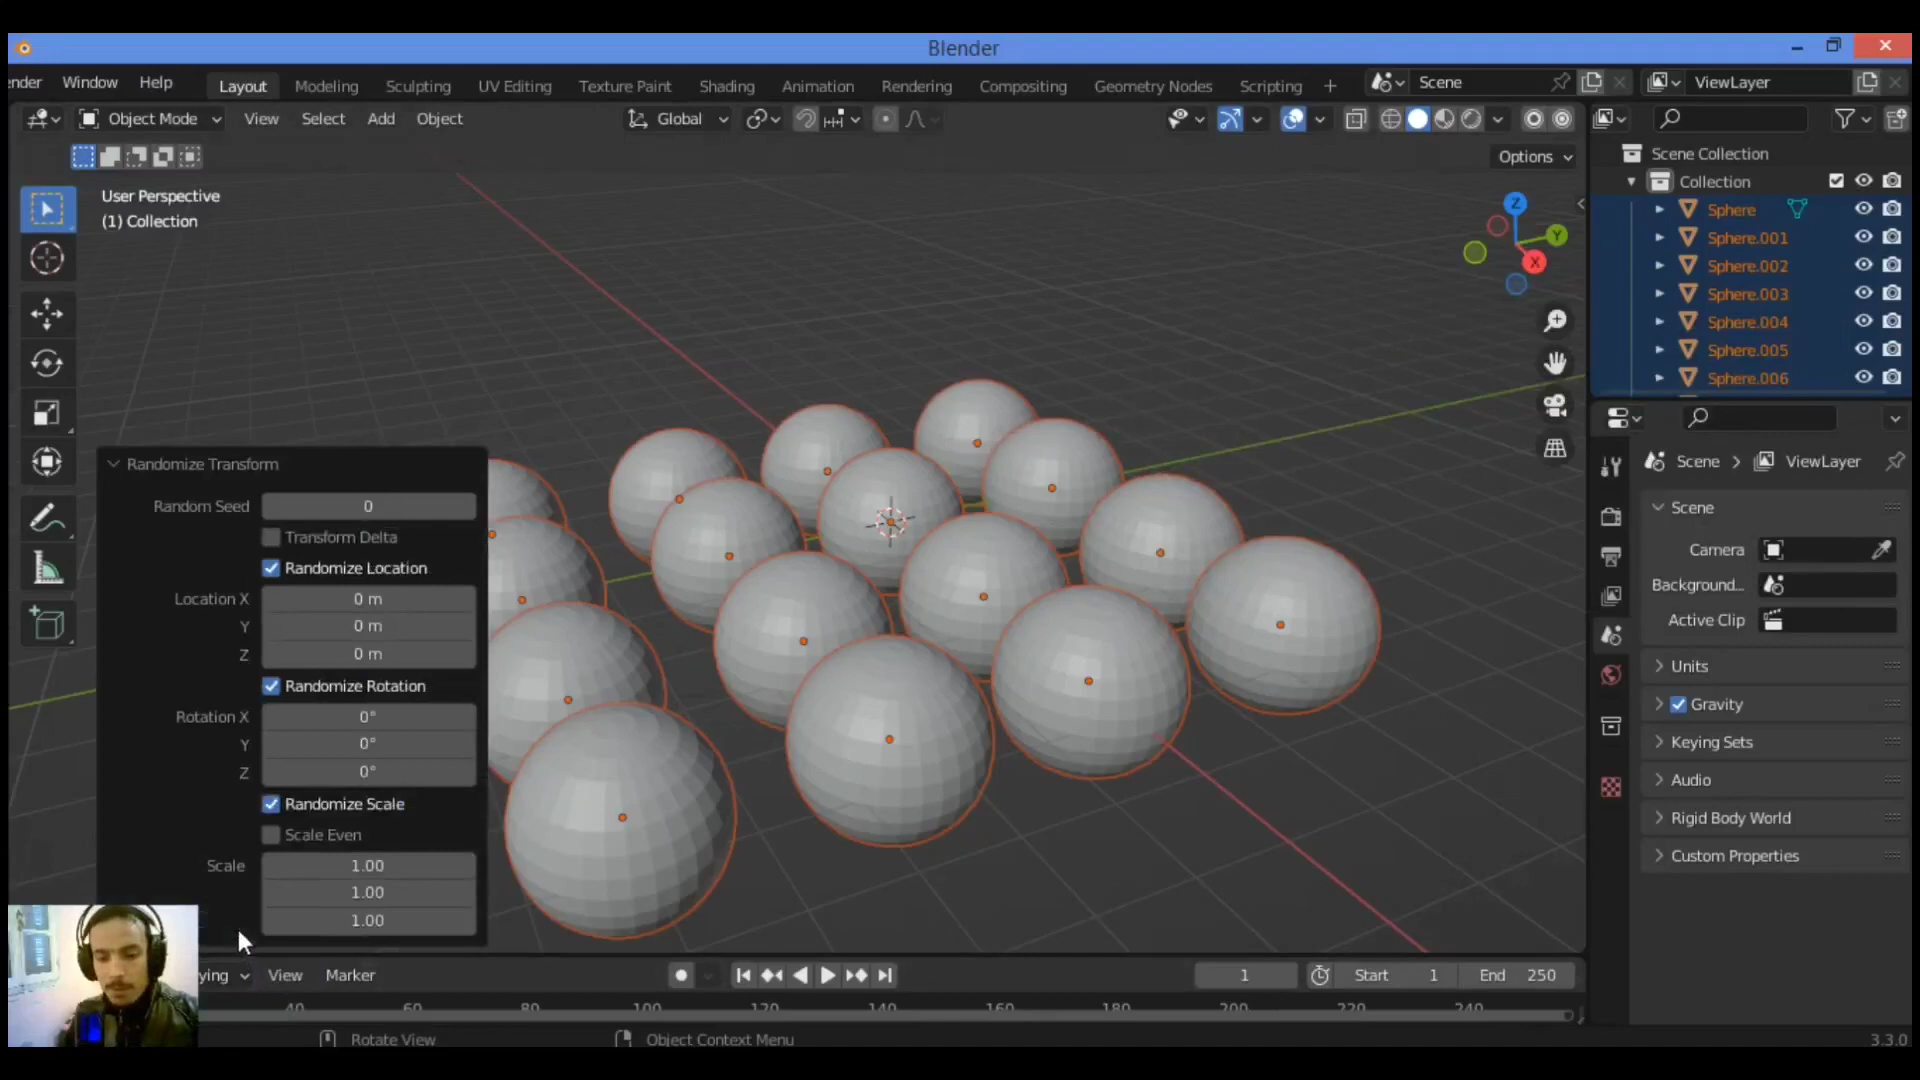 Blender
nder Window Help Layout Modeling Sculpting UV Editing Texture Paint Shading Animation Rendering Compositing Geometry Nodes Scripting + Scene ViewLayer
Object Mode View Select Add Object Global
Options
User Perspective
(1) Collection
Z
Y
X
Scene Collection
Collection
Sphere
Sphere.001
Sphere.002
Sphere.003
Sphere.004
Sphere.005
Sphere.006
Scene > ViewLayer
Scene
Camera
Background...
Active Clip
Units
Gravity
Keying Sets
Audio
Rigid Body World
Custom Properties
Randomize Transform
Random Seed 0
Transform Delta
Randomize Location
Location X 0 m
Y 0 m
Z 0 m
Randomize Rotation
Rotation X 0°
Y 0°
Z 0°
Randomize Scale
Scale Even
Scale 1.00
1.00
1.00
ying View Marker 1 Start 1 End 250
40 60 80 100 120 140 160 180 200 220 240
Rotate View Object Context Menu 3.3.0